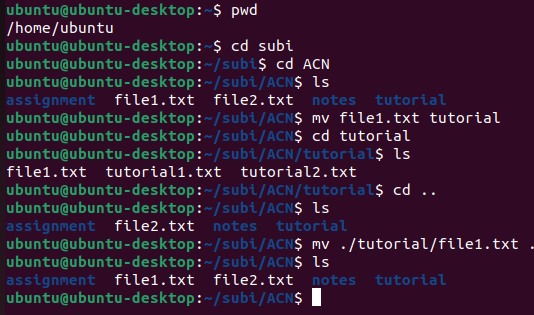 ubuntu@ubuntu-desktop:~$ pwd
/home/ubuntu
ubuntu@ubuntu-desktop:~$ cd subi
ubuntu@ubuntu-desktop:~/subi$ cd ACN
ubuntu@ubuntu-desktop:~/subi/ACN$ ls
assignment  file1.txt  file2.txt  notes  tutorial
ubuntu@ubuntu-desktop:~/subi/ACN$ mv file1.txt tutorial
ubuntu@ubuntu-desktop:~/subi/ACN$ cd tutorial
ubuntu@ubuntu-desktop:~/subi/ACN/tutorial$ ls
file1.txt  tutorial1.txt  tutorial2.txt
ubuntu@ubuntu-desktop:~/subi/ACN/tutorial$ cd ..
ubuntu@ubuntu-desktop:~/subi/ACN$ ls
assignment  file2.txt  notes  tutorial
ubuntu@ubuntu-desktop:~/subi/ACN$ mv ./tutorial/file1.txt .
ubuntu@ubuntu-desktop:~/subi/ACN$ ls
assignment  file1.txt  file2.txt  notes  tutorial
ubuntu@ubuntu-desktop:~/subi/ACN$